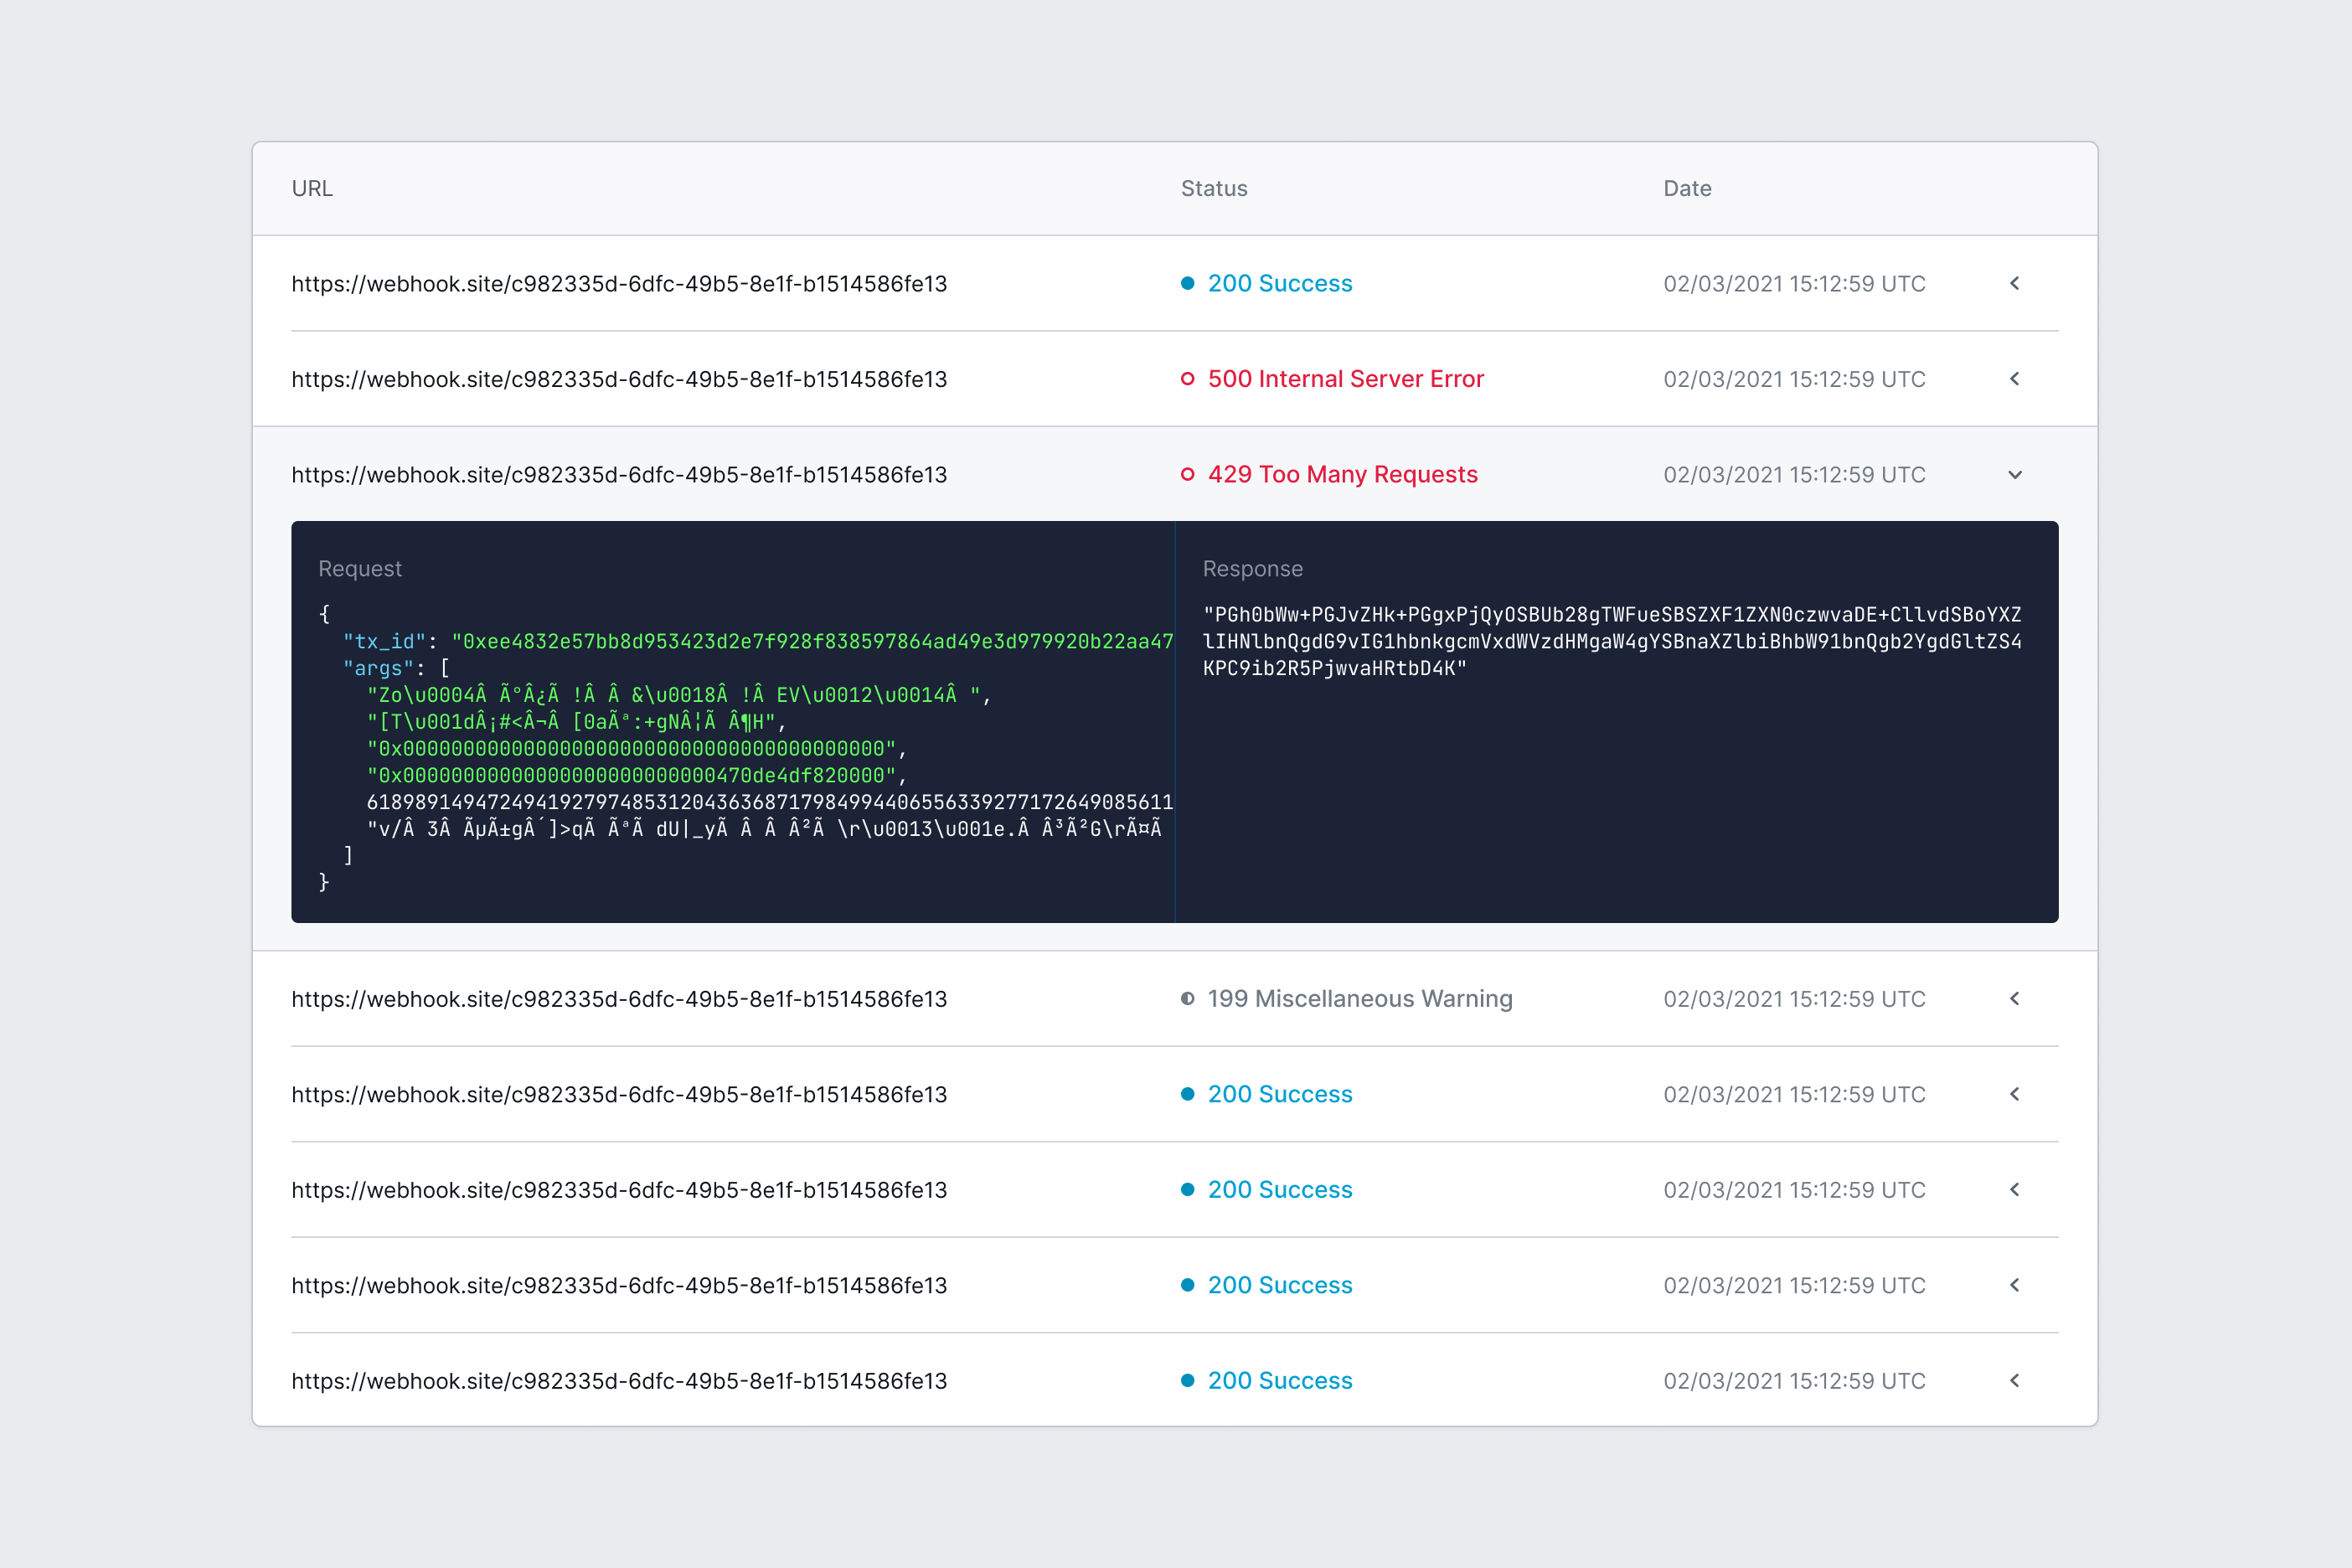 URL Status Date
https://webhook.site/c982335d-6dfc-49b5-8e1f-b1514586fe13 200 Success 02/03/2021 15:12:59 UTC
https://webhook.site/c982335d-6dfc-49b5-8e1f-b1514586fe13 500 Internal Server Error 02/03/2021 15:12:59 UTC
https://webhook.site/c982335d-6dfc-49b5-8e1f-b1514586fe13 429 Too Many Requests 02/03/2021 15:12:59 UTC
Request
{
"tx_id": "0xee4832e57bb8d953423d2e7f928f838597864ad49e3d979920b22aa47
"args": [
"Zo\u0004Â Ã°Â¿Ã !Â Â &\u0018Â !Â EV\u0012\u0014Â ",
"[T\u001dÂ¡#<Â¬Â [0aÃª:+gNÂ¦Ã Â¶H",
"0x0000000000000000000000000000000000000000",
"0x00000000000000000000000000470de4df820000",
6189891494724941927974853120436368717984994406556339277172649085611
"v/Â 3Â ÃµÃ±gÂ´]>qÃ ÃªÃ dU|_yÃ Â Â Â²Ã \r\u0013\u001e.Â Â³Ã²G\rÃ¤Ã
]
}
Response
"PGh0bWw+PGJvZHk+PGgxPjQyOSBUb28gTWFueSBSZXF1ZXN0czwvaDE+CllvdSBoYXZ
lIHNlbnQgdG9vIG1hbnkgcmVxdWVzdHMgaW4gYSBnaXZlbiBhbW91bnQgb2YgdGltZS4
KPC9ib2R5PjwvaHRtbD4K"
https://webhook.site/c982335d-6dfc-49b5-8e1f-b1514586fe13 199 Miscellaneous Warning 02/03/2021 15:12:59 UTC
https://webhook.site/c982335d-6dfc-49b5-8e1f-b1514586fe13 200 Success 02/03/2021 15:12:59 UTC
https://webhook.site/c982335d-6dfc-49b5-8e1f-b1514586fe13 200 Success 02/03/2021 15:12:59 UTC
https://webhook.site/c982335d-6dfc-49b5-8e1f-b1514586fe13 200 Success 02/03/2021 15:12:59 UTC
https://webhook.site/c982335d-6dfc-49b5-8e1f-b1514586fe13 200 Success 02/03/2021 15:12:59 UTC